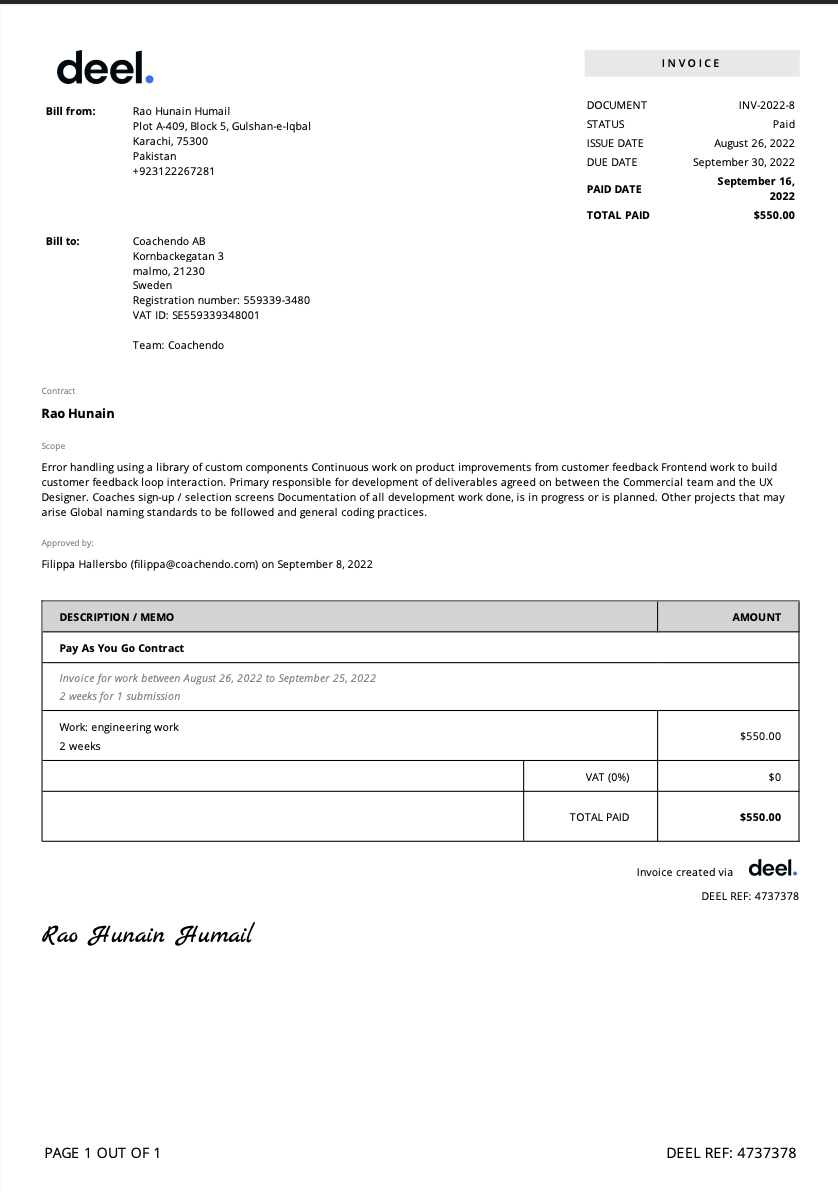 deel.
INVOICE
Bill from:
Rao Hunain Humail
Plot A-409, Block 5, Gulshan-e-Iqbal
Karachi, 75300
Pakistan
+923122267281
DOCUMENT INV-2022-8
STATUS Paid
ISSUE DATE August 26, 2022
DUE DATE September 30, 2022
PAID DATE September 16, 2022
TOTAL PAID $550.00
Bill to:
Coachendo AB
Kornbackegatan 3
malmo, 21230
Sweden
Registration number: 559339-3480
VAT ID: SE559339348001
Team: Coachendo
Contract
Rao Hunain
Scope
Error handling using a library of custom components Continuous work on product improvements from customer feedback Frontend work to build
customer feedback loop interaction. Primary responsible for development of deliverables agreed on between the Commercial team and the UX
Designer. Coaches sign-up / selection screens Documentation of all development work done, is in progress or is planned. Other projects that may
arise Global naming standards to be followed and general coding practices.
Approved by:
Filippa Hallersbo (filippa@coachendo.com) on September 8, 2022
DESCRIPTION / MEMO AMOUNT
Pay As You Go Contract
Invoice for work between August 26, 2022 to September 25, 2022
2 weeks for 1 submission
Work: engineering work
2 weeks
$550.00
VAT (0%) $0
TOTAL PAID $550.00
Invoice created via deel.
DEEL REF: 4737378
Rao Hunain Humail
PAGE 1 OUT OF 1 DEEL REF: 4737378